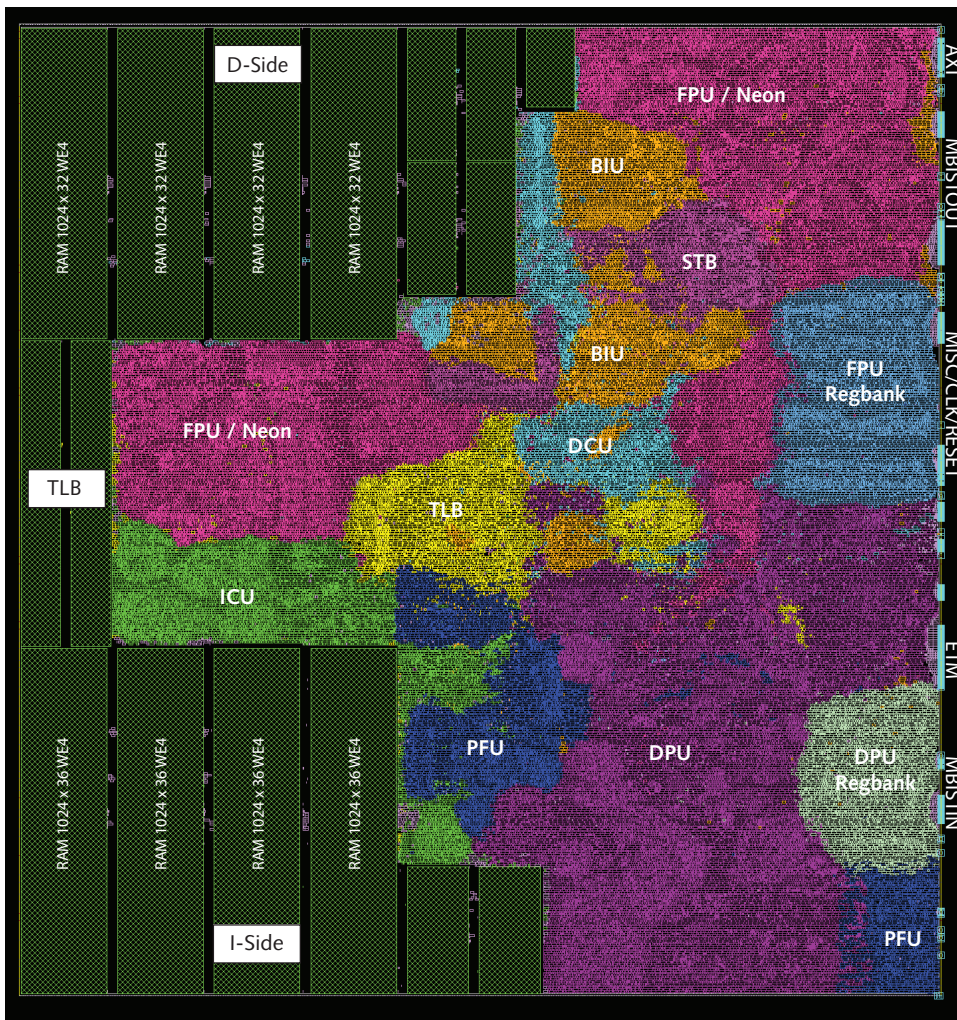 D-Side
FPU / Neon
AXI
RAM 1024 x 32 WE4
RAM 1024 x 32 WE4
RAM 1024 x 32 WE4
RAM 1024 x 32 WE4
BIU
MBISTOUT
STB
BIU
FPU
Regbank
MISC/CLK/RESET
FPU / Neon
DCU
TLB
TLB
ICU
ETM
RAM 1024 x 36 WE4
RAM 1024 x 36 WE4
RAM 1024 x 36 WE4
RAM 1024 x 36 WE4
PFU
DPU
DPU
Regbank
MBISTIN
I-Side
PFU